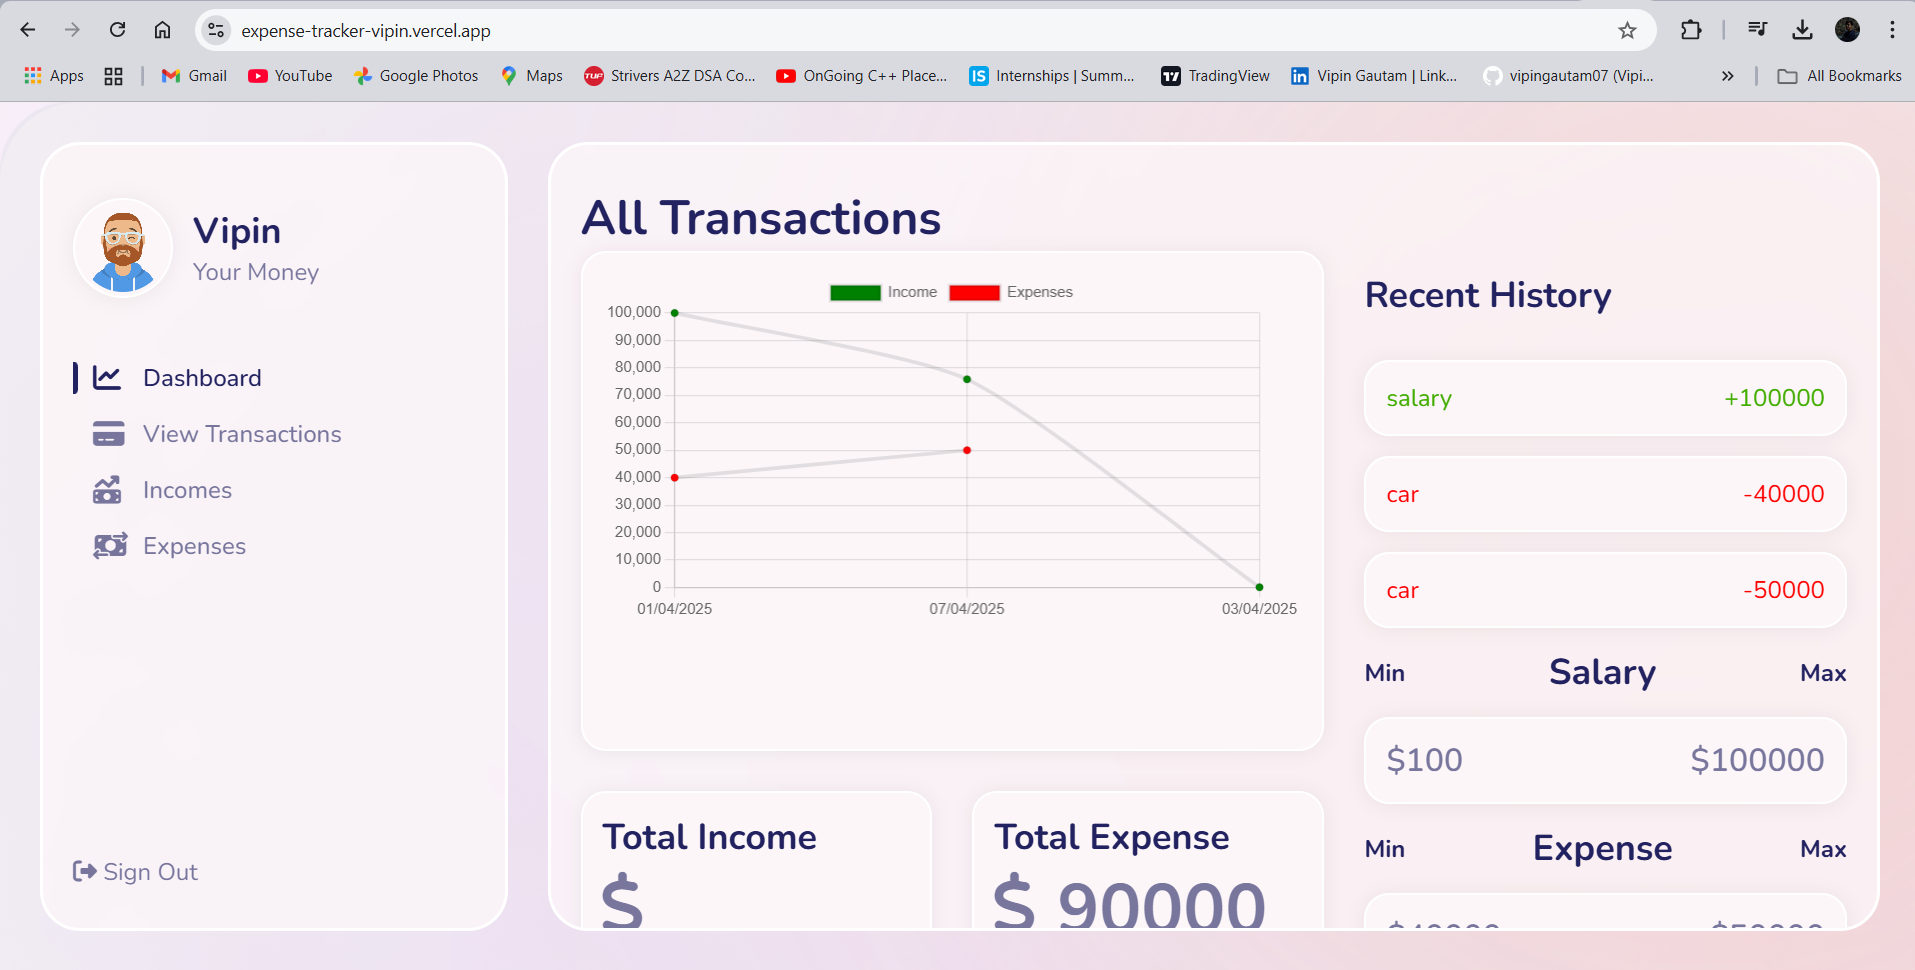 expense-tracker-vipin.vercel.app
Apps Gmail YouTube Google Photos Maps Strivers A2Z DSA Co... OnGoing C++ Place... Internships | Summ... TradingView Vipin Gautam | Link... vipingautam07 (Vipi... » All Bookmarks
Vipin
Your Money
Dashboard
View Transactions
Incomes
Expenses
Sign Out
All Transactions
Income Expenses
100,000
90,000
80,000
70,000
60,000
50,000
40,000
30,000
20,000
10,000
0
01/04/2025 07/04/2025 03/04/2025
Total Income
$
Total Expense
$ 90000
Recent History
salary +100000
car -40000
car -50000
Min Salary Max
$100 $100000
Min Expense Max